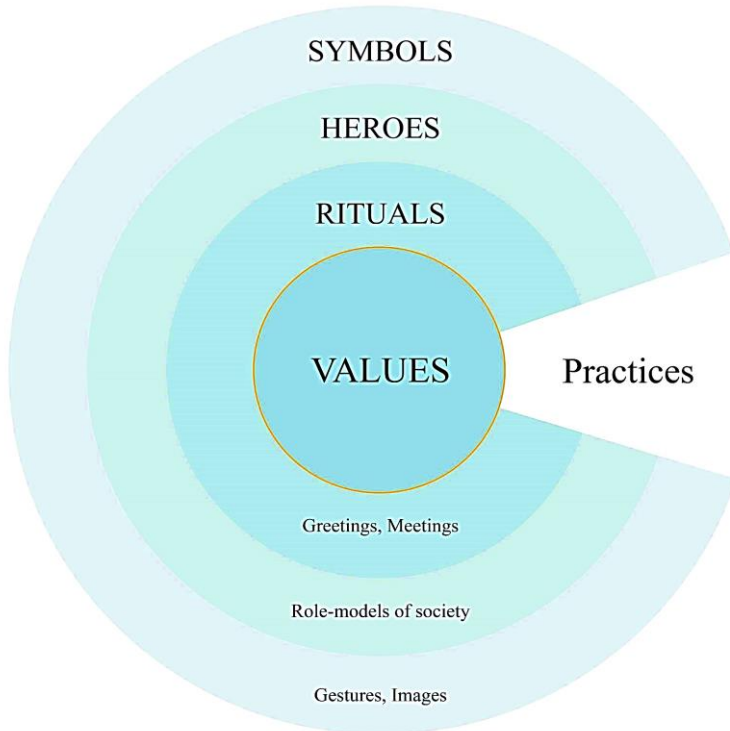 SYMBOLS
HEROES
RITUALS
VALUES
Practices
Greetings, Meetings
Role-models of society
Gestures, Images